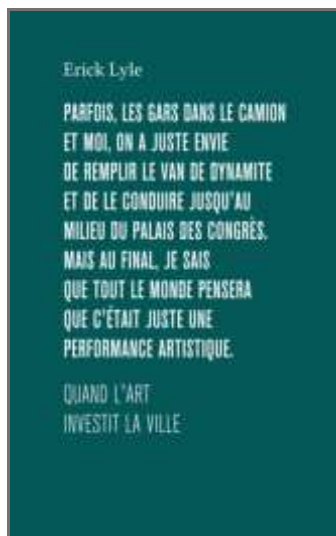 Erick Lyle
PARFOIS, LES GARS DANS LE CAMION
ET MOI, ON A JUSTE ENVIE
DE REMPLIR LE VAN DE DYNAMITE
ET DE LE CONDUIRE JUSQU'AU
MILIEU DU PALAIS DES CONGRÈS.
MAIS AU FINAL, JE SAIS
QUE TOUT LE MONDE PENSERA
QUE C'ÉTAIT JUSTE UNE
PERFORMANCE ARTISTIQUE.
QUAND L'ART
INVESTIT LA VILLE